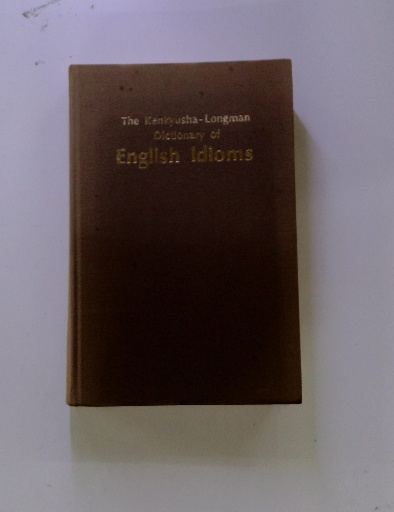 The Kenkyusha-Longman
Dictionary of
English Idioms